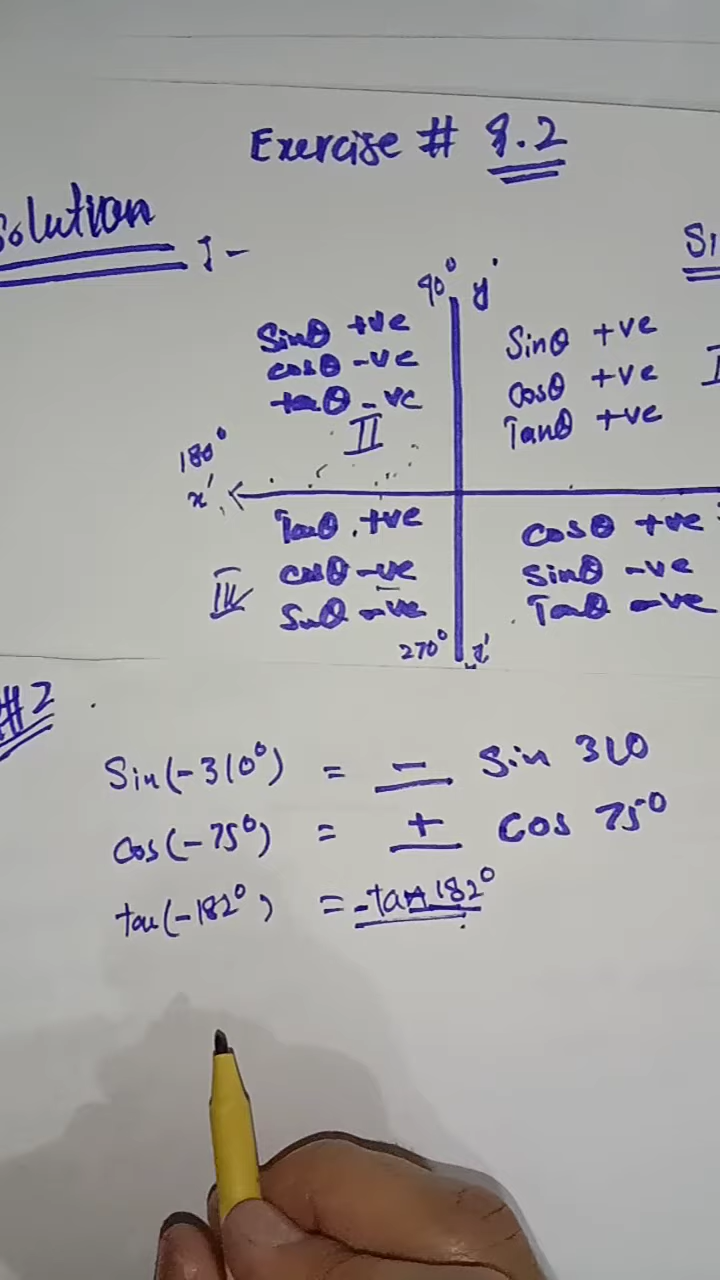 Exercise # 9.2
Solution :-
90° y
Sinθ +ve
cosθ -ve
tanθ -ve
II
Sinθ +ve
Cosθ +ve
Tanθ +ve
180°
x'
Tanθ +ve
cosθ -ve
Sinθ -ve
cosθ +ve
Sinθ -ve
Tanθ -ve
270°
#2
Sin(-310°) = - Sin 310
cos(-75°) = + cos 75°
tan(-182°) = -tan 182°